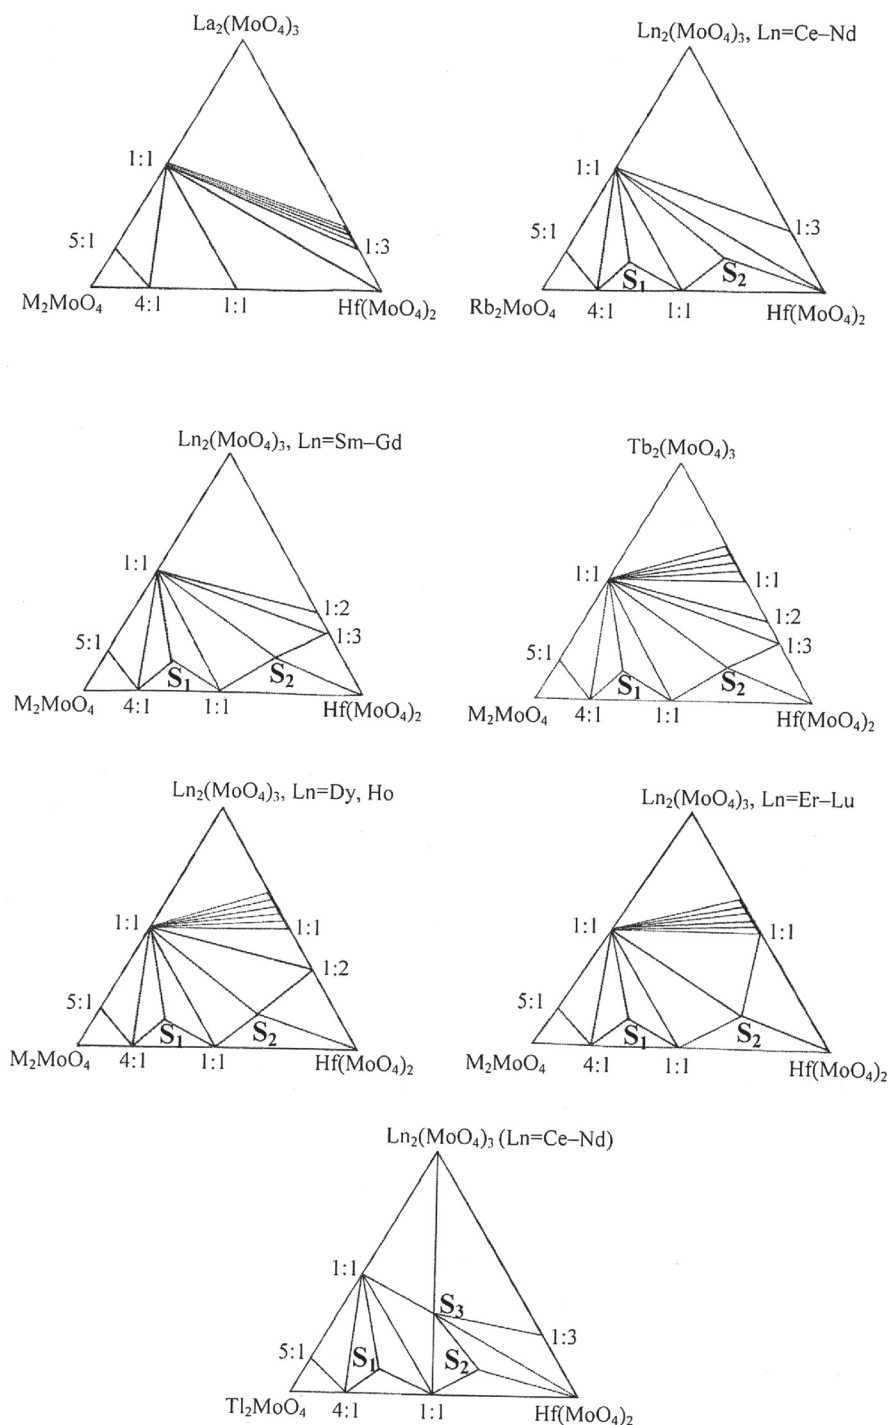 La₂(MoO₄)₃
1:1
5:1
1:3
M₂MoO₄
4:1
1:1
Hf(MoO₄)₂
Ln₂(MoO₄)₃, Ln=Ce–Nd
1:1
5:1
1:3
S₁
S₂
Rb₂MoO₄
4:1
1:1
Hf(MoO₄)₂
Ln₂(MoO₄)₃, Ln=Sm–Gd
1:1
1:2
1:3
5:1
S₁
S₂
M₂MoO₄
4:1
1:1
Hf(MoO₄)₂
Tb₂(MoO₄)₃
1:1
1:1
1:2
1:3
5:1
S₁
S₂
M₂MoO₄
4:1
1:1
Hf(MoO₄)₂
Ln₂(MoO₄)₃, Ln=Dy, Ho
1:1
1:1
1:2
5:1
S₁
S₂
M₂MoO₄
4:1
1:1
Hf(MoO₄)₂
Ln₂(MoO₄)₃, Ln=Er–Lu
1:1
1:1
5:1
S₁
S₂
M₂MoO₄
4:1
1:1
Hf(MoO₄)₂
Ln₂(MoO₄)₃ (Ln=Ce–Nd)
1:1
S₃
1:3
5:1
S₁
S₂
Tl₂MoO₄
4:1
1:1
Hf(MoO₄)₂